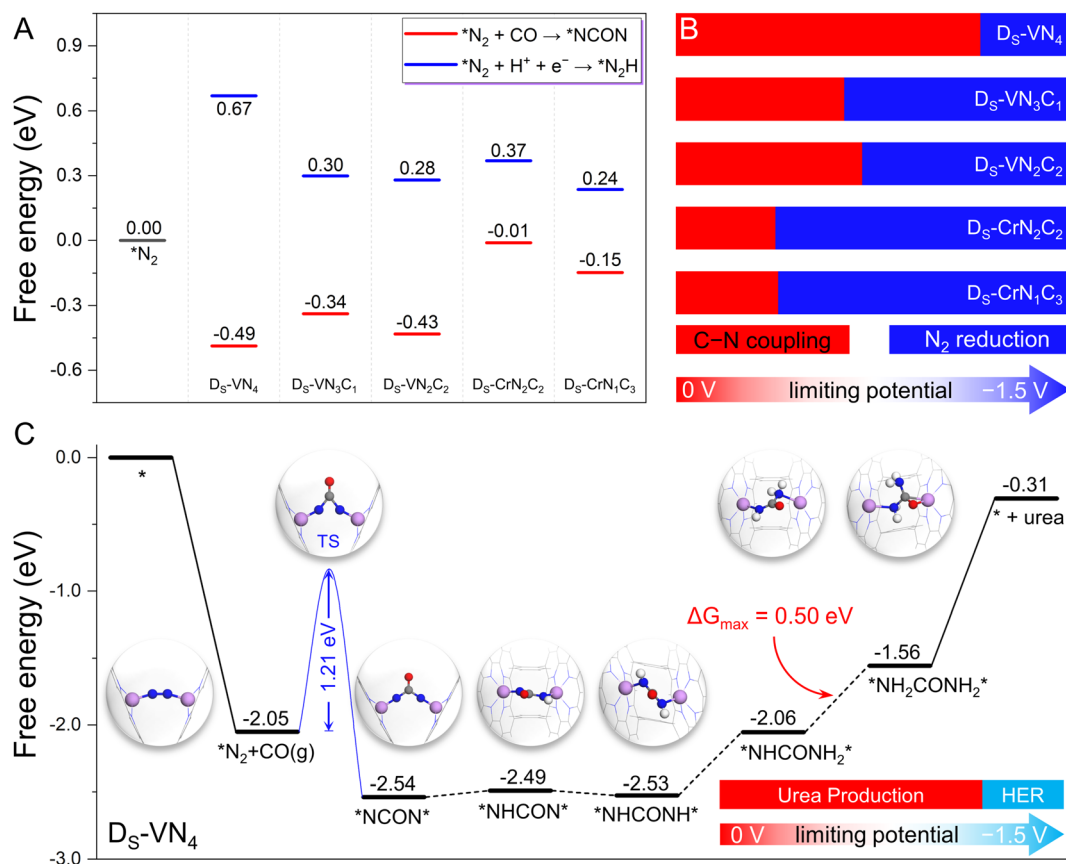 A
Free energy (eV)
0.9
0.6
0.3
0.0
-0.3
-0.6
*N₂ + CO → *NCON
*N₂ + H⁺ + e⁻ → *N₂H
0.00
*N₂
0.67
0.30
0.28
0.37
0.24
-0.49
-0.34
-0.43
-0.01
-0.15
Dₛ-VN₄
Dₛ-VN₃C₁
Dₛ-VN₂C₂
Dₛ-CrN₂C₂
Dₛ-CrN₁C₃
B
Dₛ-VN₄
Dₛ-VN₃C₁
Dₛ-VN₂C₂
Dₛ-CrN₂C₂
Dₛ-CrN₁C₃
C−N coupling
N₂ reduction
0 V limiting potential −1.5 V
C
Free energy (eV)
0.0
-1.0
-2.0
-3.0
*
-2.05
*N₂+CO(g)
TS
1.21 eV
-2.54
*NCON*
-2.49
*NHCON*
-2.53
*NHCONH*
-2.06
*NHCONH₂*
ΔGmax = 0.50 eV
-1.56
*NH₂CONH₂*
-0.31
* + urea
Urea Production
HER
0 V limiting potential −1.5 V
Dₛ-VN₄